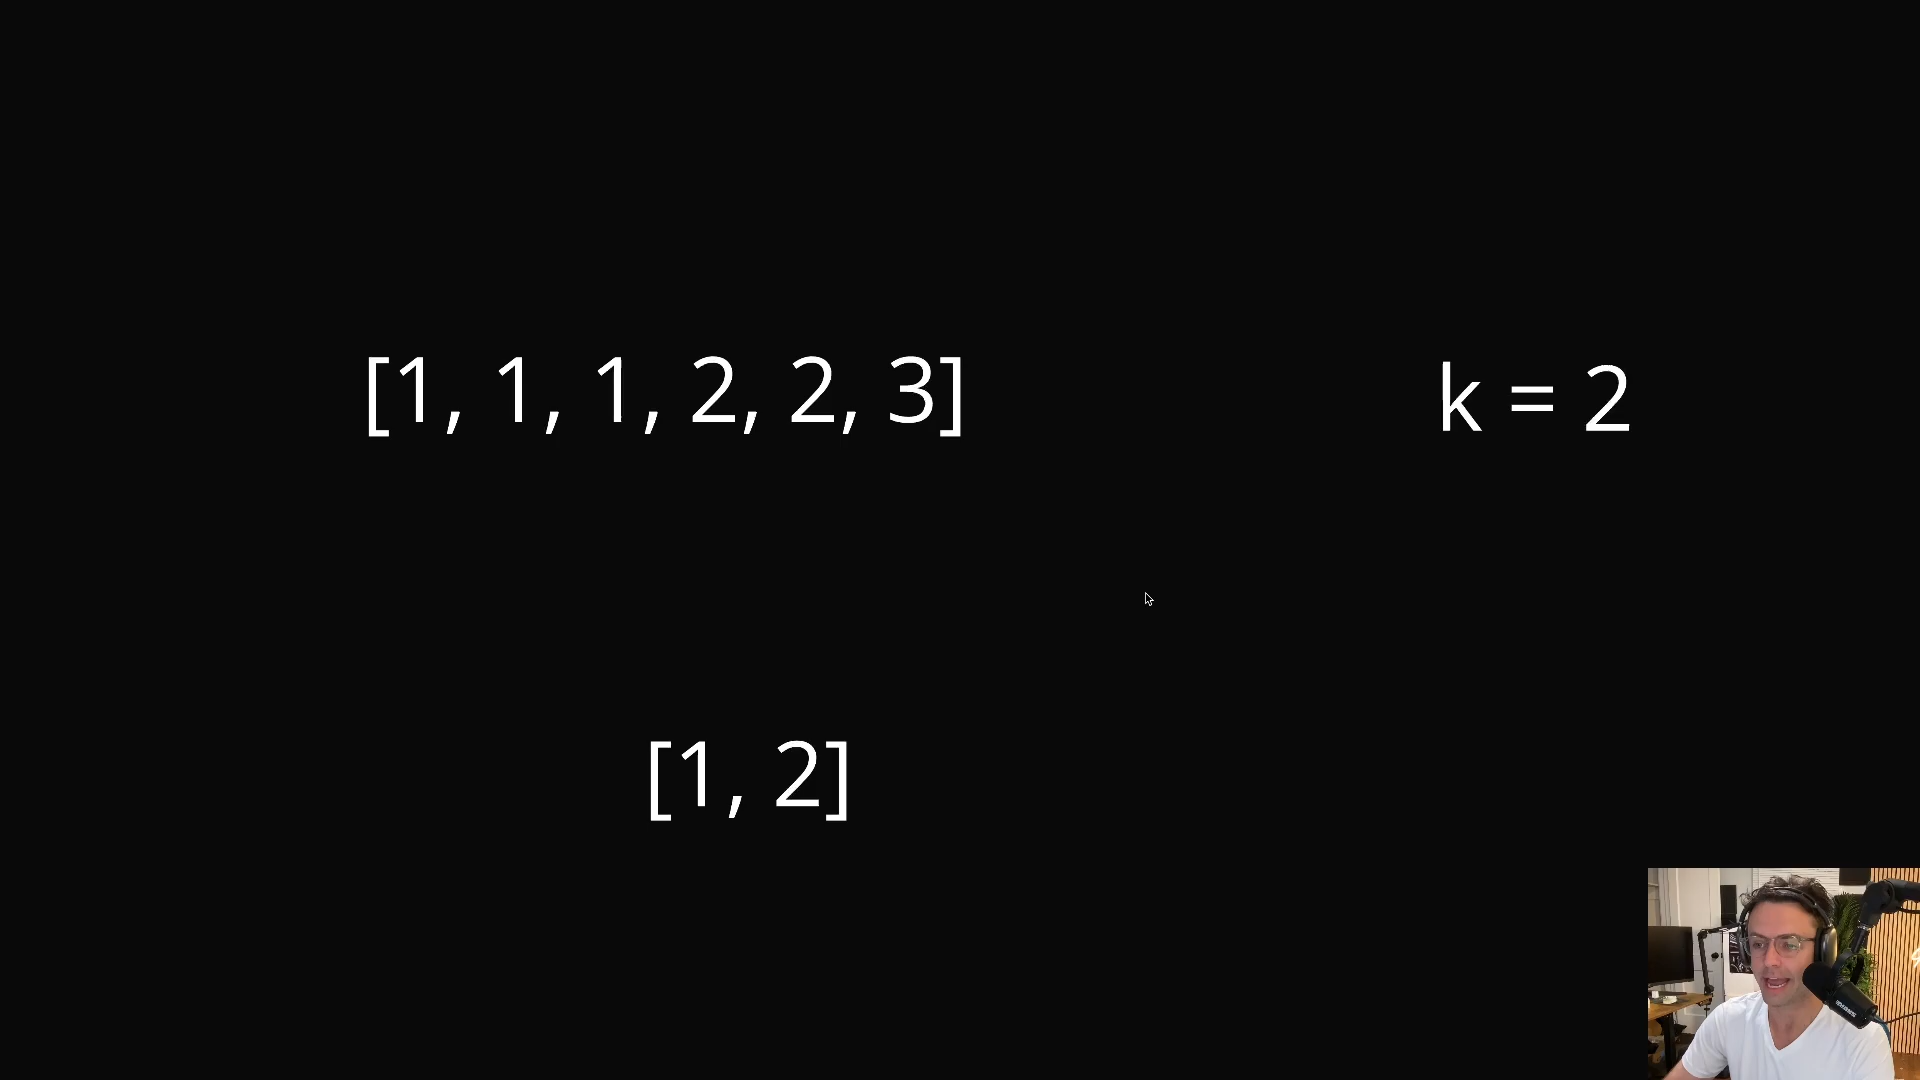 [1, 1, 1, 2, 2, 3]
k = 2
[1, 2]